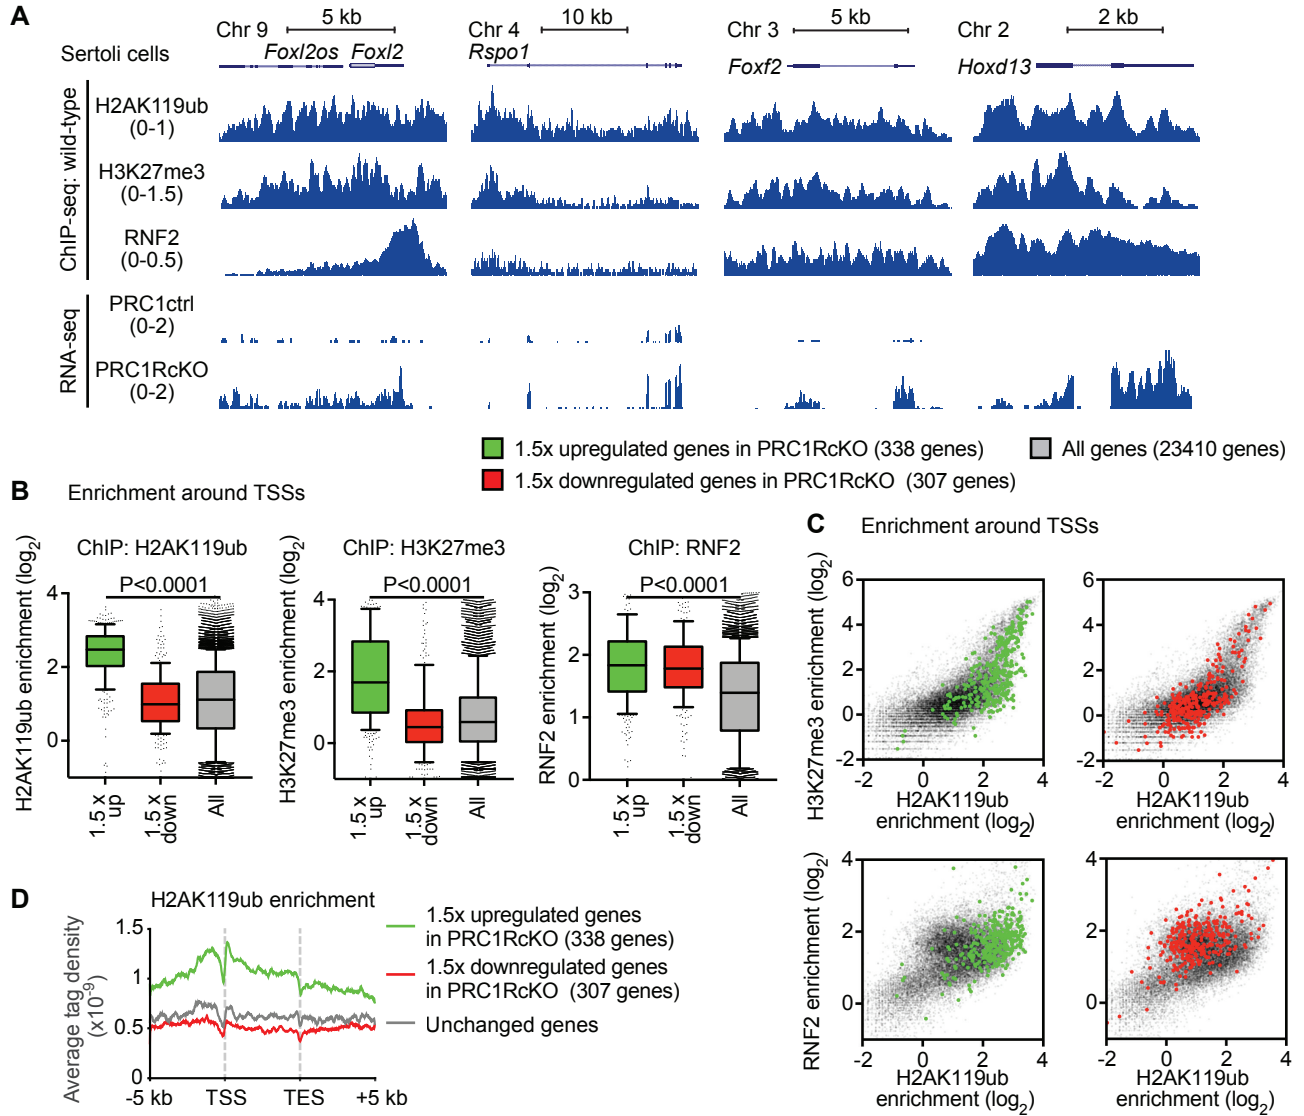 A
Sertoli cells
Chr 9
5 kb
Foxl2os Foxl2
Chr 4
10 kb
Rspo1
Chr 3
5 kb
Foxf2
Chr 2
2 kb
Hoxd13
ChIP-seq: wild-type
H2AK119ub
(0-1)
H3K27me3
(0-1.5)
RNF2
(0-0.5)
RNA-seq
PRC1ctrl
(0-2)
PRC1RcKO
(0-2)
1.5x upregulated genes in PRC1RcKO (338 genes)
1.5x downregulated genes in PRC1RcKO (307 genes)
All genes (23410 genes)
B
Enrichment around TSSs
ChIP: H2AK119ub
P<0.0001
H2AK119ub enrichment (log2)
4
2
0
1.5 x up
1.5 x down
All
ChIP: H3K27me3
P<0.0001
H3K27me3 enrichment (log2)
4
2
0
1.5 x up
1.5 x down
All
ChIP: RNF2
P<0.0001
RNF2 enrichment (log2)
3
2
1
0
1.5 x up
1.5 x down
All
C
Enrichment around TSSs
H3K27me3 enrichment (log2)
6
4
2
0
-2
0
2
4
H2AK119ub
enrichment (log2)
6
4
2
0
-2
-2
0
2
4
H2AK119ub
enrichment (log2)
RNF2 enrichment (log2)
4
2
0
-2
0
2
4
H2AK119ub
enrichment (log2)
4
2
0
-2
0
2
4
H2AK119ub
enrichment (log2)
D
H2AK119ub enrichment
Average tag density
(x10-9)
1.5
1
0.5
0
-5 kb
TSS
TES
+5 kb
1.5x upregulated genes
in PRC1RcKO (338 genes)
1.5x downregulated genes
in PRC1RcKO (307 genes)
Unchanged genes